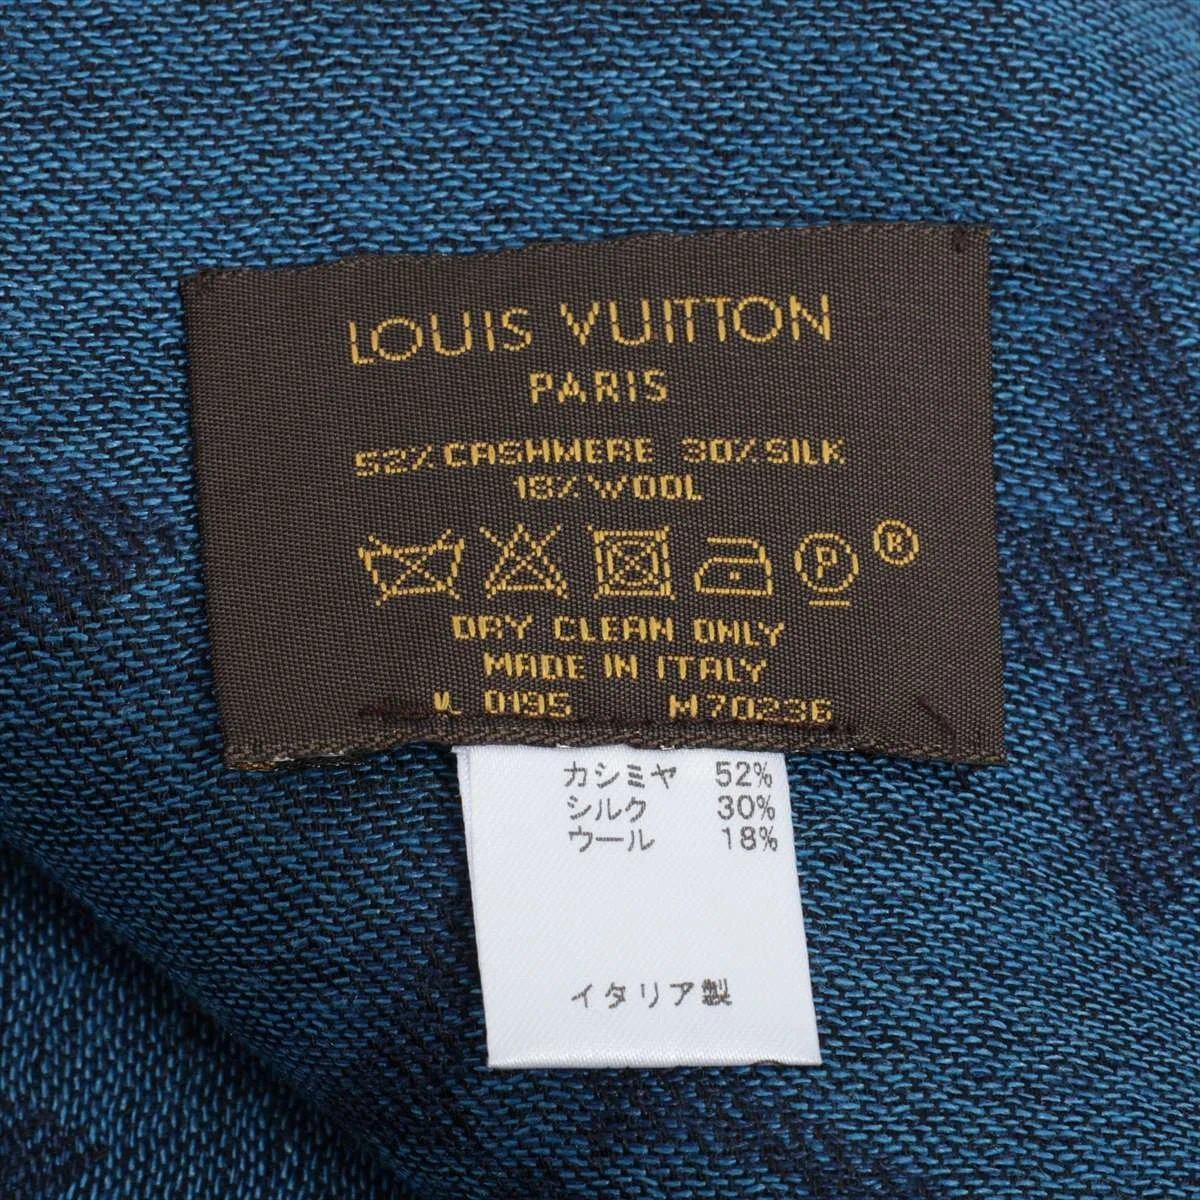 LOUIS VUITTON
PARIS
52% CASHMERE 30% SILK
18% WOOL
P ®
DRY CLEAN ONLY
MADE IN ITALY
0195 M70236
カシミヤ 52%
シルク 30%
ウール 18%
イタリア製